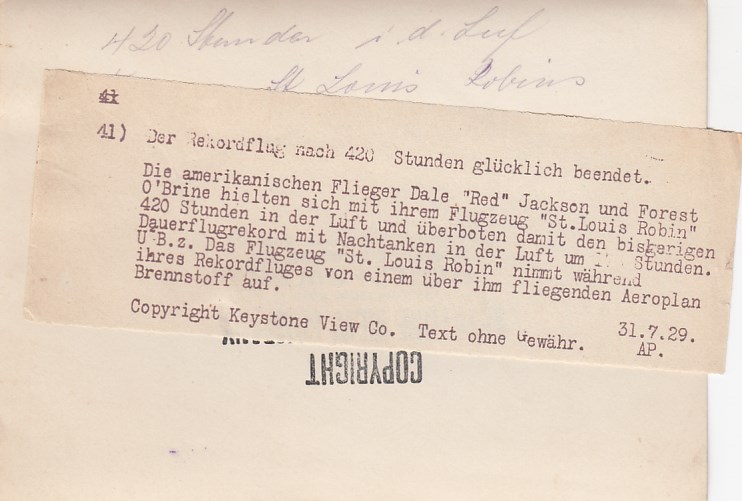 420 Stunden i. d. Luf
St Louis Robins
41
41) Der Rekordflug nach 420 Stunden glücklich beendet.
Die amerikanischen Flieger Dale "Red" Jackson und Forest
O'Brine hielten sich mit ihrem Flugzeug "St.Louis Robin"
420 Stunden in der Luft und überboten damit den bisherigen
Dauerflugrekord mit Nachtanken in der Luft um Stunden.
U.B.z. Das Flugzeug "St. Louis Robin" nimmt während
ihres Rekordfluges von einem über ihm fliegenden Aeroplan
Brennstoff auf.
31.7.29.
Copyright Keystone View Co. Text ohne Gewähr. AP.
COPYRIGHT